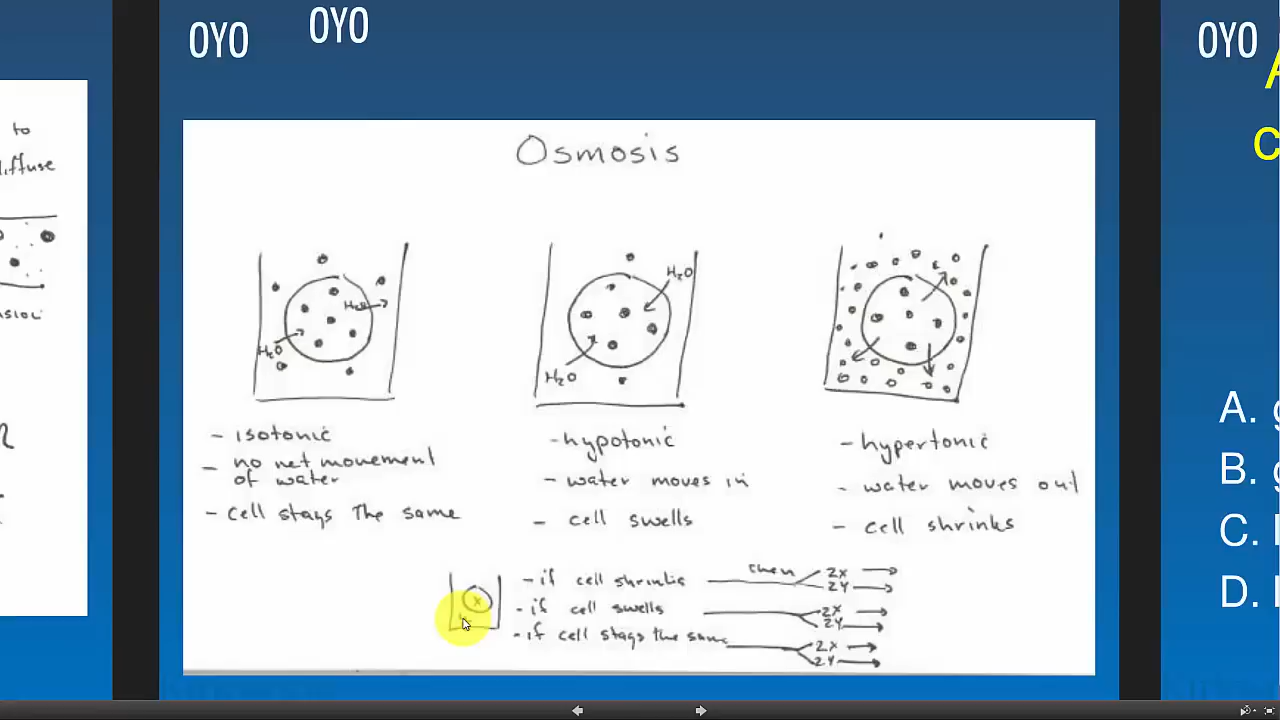 OYO
OYO
OYO
to
diffuse
Osmosis
H2O
H2O
H2O
H2O
- isotonic
- no net movement
of water
- cell stays the same
- hypotonic
- water moves in
- cell swells
- hypertonic
- water moves out
- cell shrinks
X
- if cell shrinks
then
2X
2Y
- if cell swells
2X
2Y
- if cell stays the same
2X
2Y
A.
B.
C.
D.